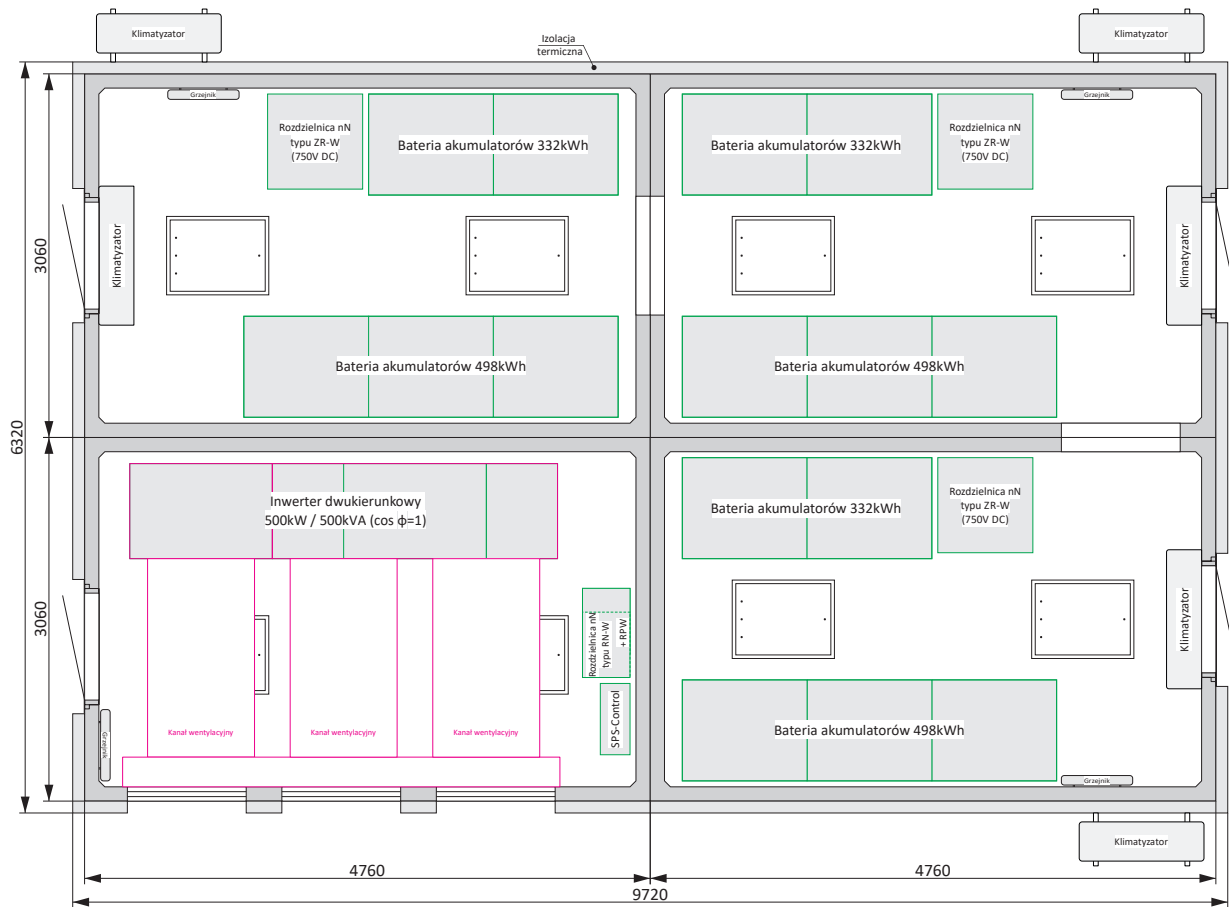 Klimatyzator
Klimatyzator
Izolacja
termiczna
Grzejnik
Grzejnik
Rozdzielnica nN
typu ZR-W
(750V DC)
Bateria akumulatorów 332kWh
Bateria akumulatorów 332kWh
Rozdzielnica nN
typu ZR-W
(750V DC)
Klimatyzator
Klimatyzator
3060
Bateria akumulatorów 498kWh
Bateria akumulatorów 498kWh
6320
Inwerter dwukierunkowy
500kW / 500kVA (cos ϕ=1)
Bateria akumulatorów 332kWh
Rozdzielnica nN
typu ZR-W
(750V DC)
3060
Rozdzielnica nN
typu RN-W
+ RPW
Klimatyzator
SPS-Control
Kanał wentylacyjny
Kanał wentylacyjny
Kanał wentylacyjny
Grzejnik
Bateria akumulatorów 498kWh
Grzejnik
Klimatyzator
4760
4760
9720